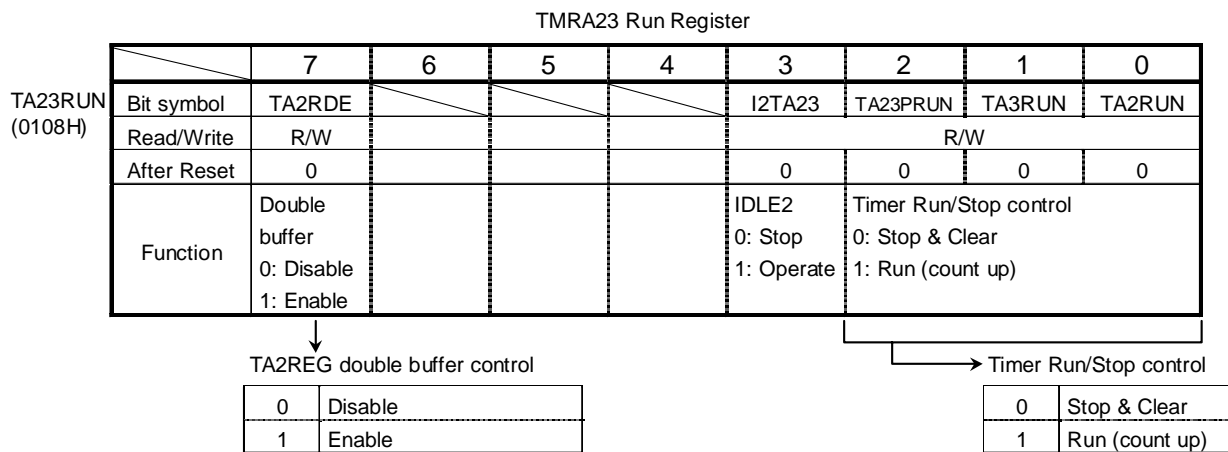 TMRA23 Run Register
7 6 5 4 3 2 1 0
TA23RUN
(0108H)
Bit symbol TA2RDE I2TA23 TA23PRUN TA3RUN TA2RUN
Read/Write R/W R/W
After Reset 0 0 0 0 0
Function
Double
buffer
0: Disable
1: Enable
IDLE2
0: Stop
1: Operate
Timer Run/Stop control
0: Stop & Clear
1: Run (count up)
TA2REG double buffer control
0 Disable
1 Enable
Timer Run/Stop control
0 Stop & Clear
1 Run (count up)